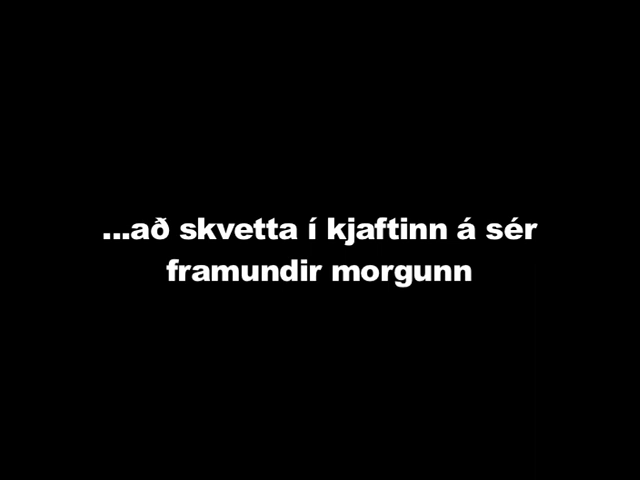 ...að skvetta í kjaftinn á sér
framundir morgunn